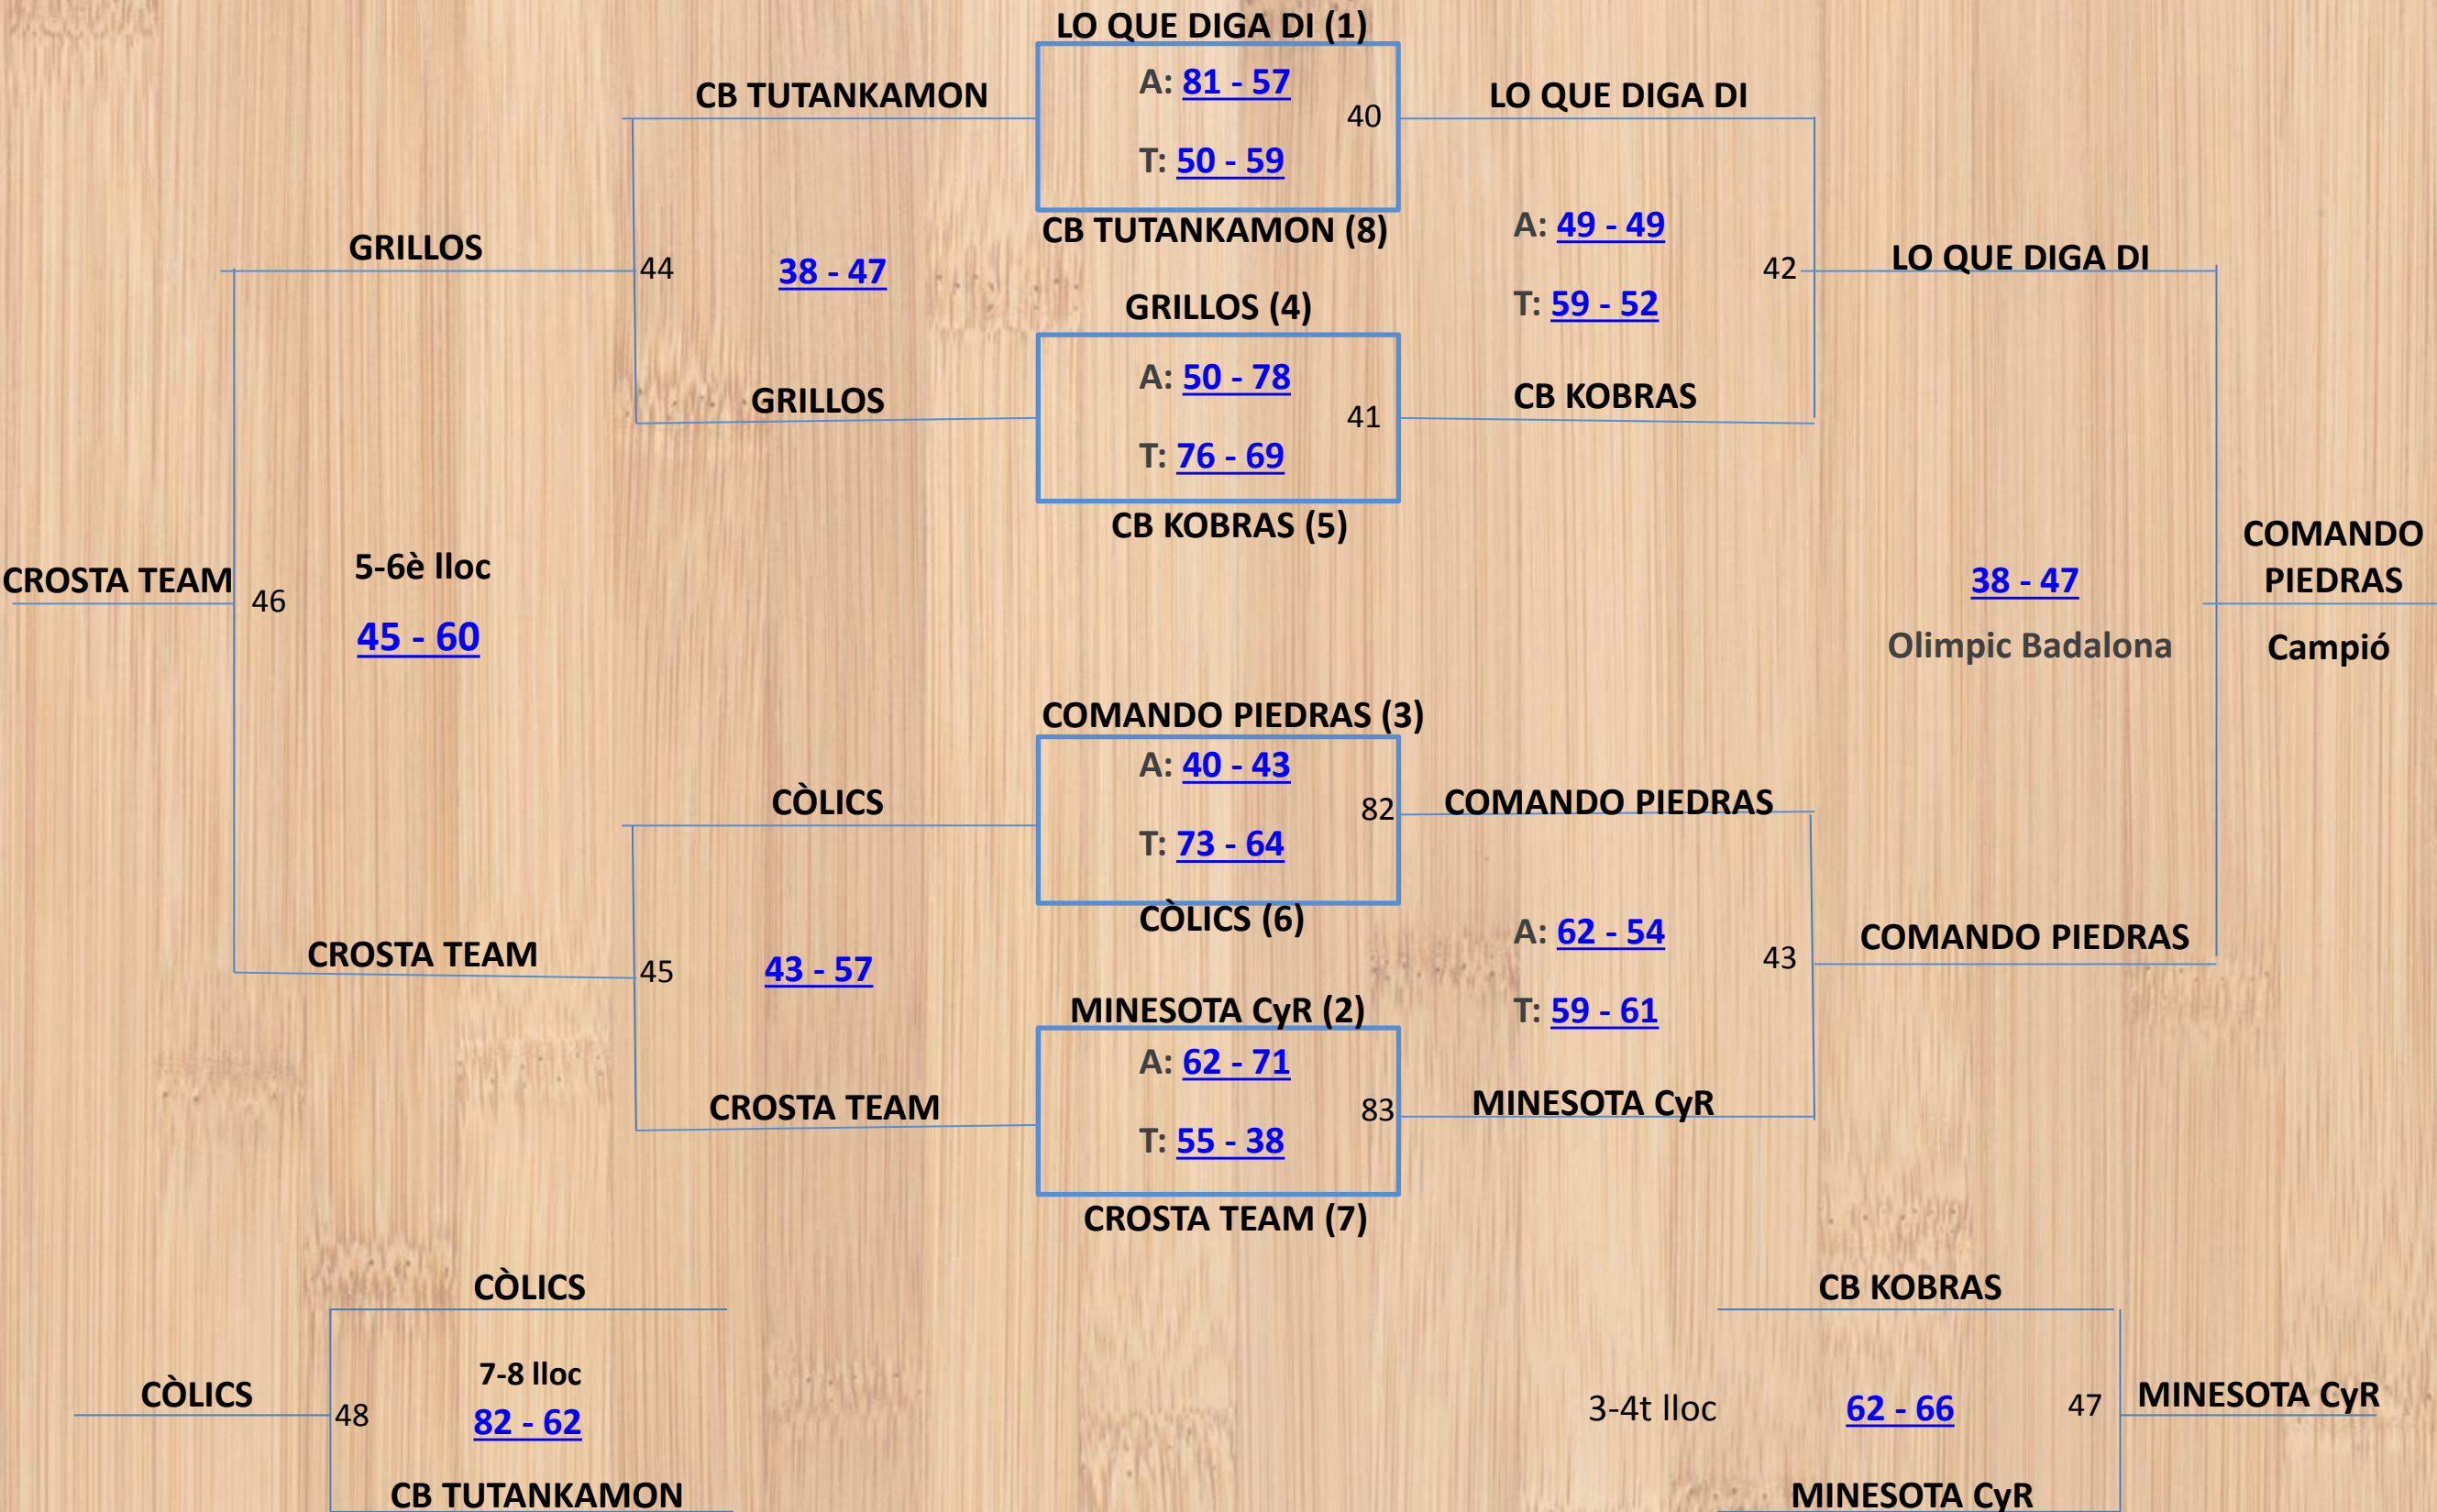 LO QUE DIGA DI (1)
CB TUTANKAMON
A: 81 - 57
40
LO QUE DIGA DI
T: 50 - 59
CB TUTANKAMON (8)
A: 49 - 49
GRILLOS
44
38 - 47
42
LO QUE DIGA DI
GRILLOS (4)
T: 59 - 52
A: 50 - 78
GRILLOS
41
CB KOBRAS
T: 76 - 69
CB KOBRAS (5)
COMANDO
PIEDRAS
CROSTA TEAM
46
5-6è lloc
45 - 60
38 - 47
Olimpic Badalona
Campió
COMANDO PIEDRAS (3)
A: 40 - 43
CÒLICS
82
COMANDO PIEDRAS
T: 73 - 64
CÒLICS (6)
A: 62 - 54
CROSTA TEAM
45
43 - 57
43
COMANDO PIEDRAS
MINESOTA CyR (2)
T: 59 - 61
A: 62 - 71
CROSTA TEAM
83
MINESOTA CyR
T: 55 - 38
CROSTA TEAM (7)
CÒLICS
7-8 lloc
CÒLICS
48
82 - 62
CB TUTANKAMON
CB KOBRAS
3-4t lloc
62 - 66
47
MINESOTA CyR
MINESOTA CyR